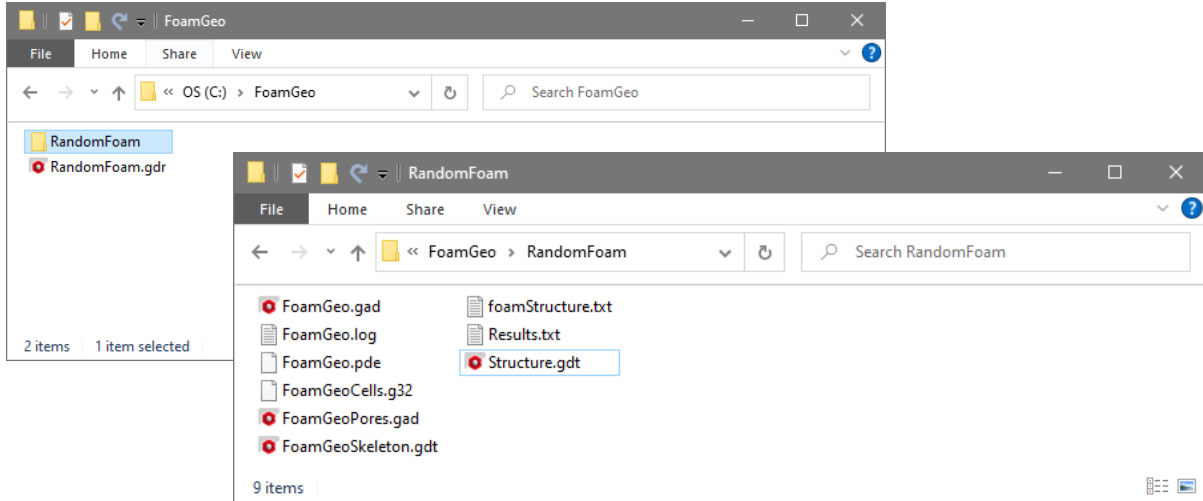 FoamGeo
File Home Share View
« OS (C:) › FoamGeo
Search FoamGeo
RandomFoam
RandomFoam.gdr
2 items 1 item selected
RandomFoam
File Home Share View
« FoamGeo › RandomFoam
Search RandomFoam
FoamGeo.gad
FoamGeo.log
FoamGeo.pde
FoamGeoCells.g32
FoamGeoPores.gad
FoamGeoSkeleton.gdt
foamStructure.txt
Results.txt
Structure.gdt
9 items